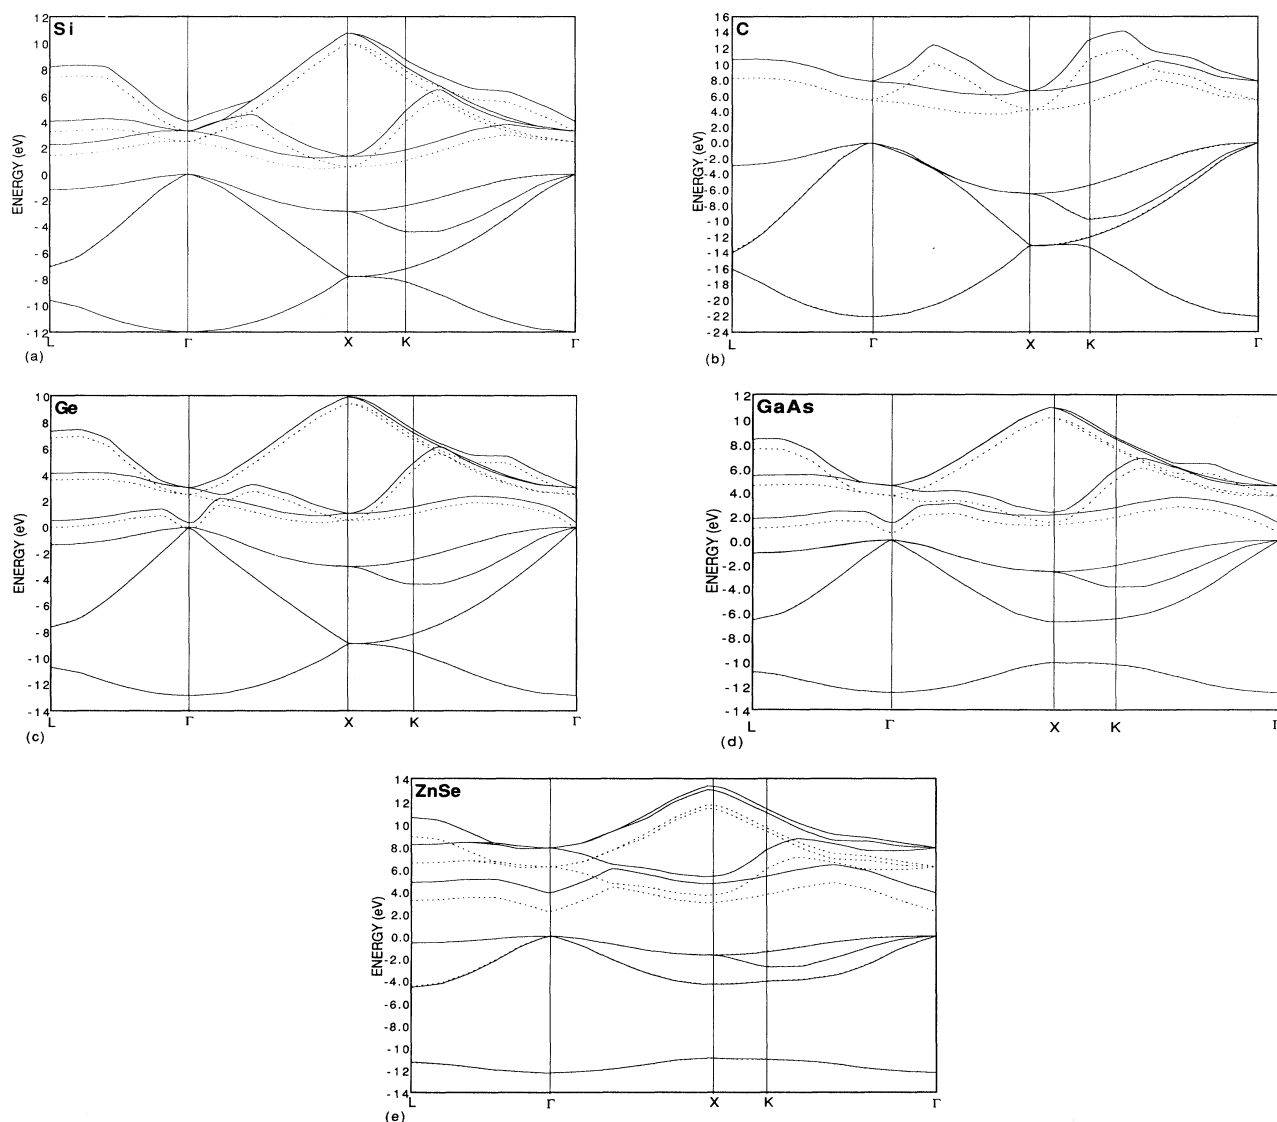 Si
12
10
8
6
4
2
0
-2
-4
-6
-8
-10
-12
ENERGY (eV)
L
Γ
X
K
Γ
(a)
C
16
14
12
10
8.0
6.0
4.0
2.0
0.0
-2.0
-4.0
-6.0
-8.0
-10
-12
-14
-16
-18
-20
-22
-24
ENERGY (eV)
L
Γ
X
K
Γ
(b)
Ge
10
8
6
4
2
0
-2
-4
-6
-8
-10
-12
-14
ENERGY (eV)
L
Γ
X
K
Γ
(c)
GaAs
12
10
8.0
6.0
4.0
2.0
0.0
-2.0
-4.0
-6.0
-8.0
-10
-12
-14
ENERGY (eV)
L
Γ
X
K
Γ
(d)
ZnSe
14
12
10
8.0
6.0
4.0
2.0
0.0
-2.0
-4.0
-6.0
-8.0
-10
-12
-14
ENERGY (eV)
L
Γ
X
K
Γ
(e)